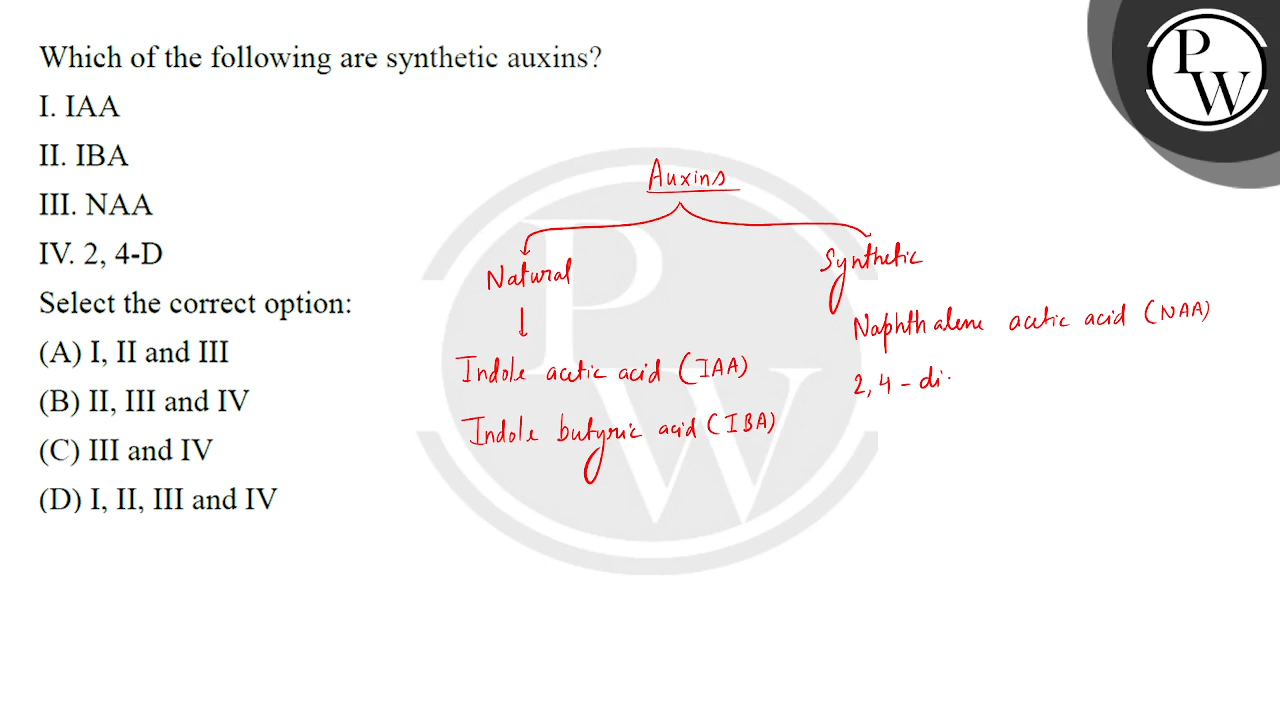 Which of the following are synthetic auxins?
I. IAA
II. IBA
III. NAA
IV. 2, 4-D
Select the correct option:
(A) I, II and III
(B) II, III and IV
(C) III and IV
(D) I, II, III and IV
Auxins
Natural
Synthetic
Indole acetic acid (IAA)
Indole butyric acid (IBA)
Naphthalene acetic acid (NAA)
2,4-di
PW
PW